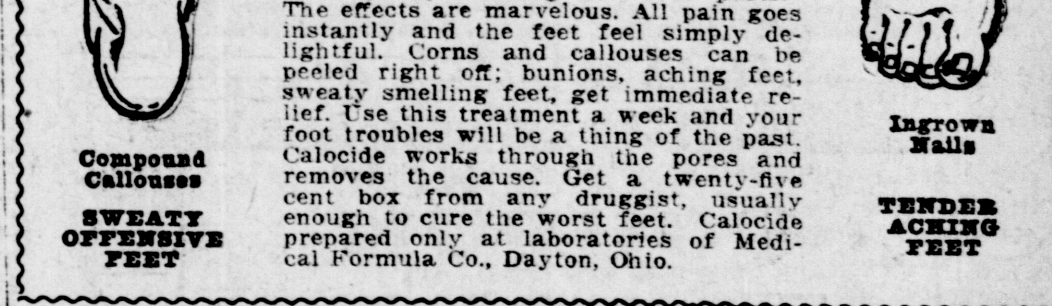 The effects are marvelous. All pain goes
instantly and the feet feel simply de-
lightful. Corns and callouses can be
peeled right off; bunions, aching feet,
sweaty smelling feet, get immediate re-
lief. Use this treatment a week and your
foot troubles will be a thing of the past.
Calocide works through the pores and
removes the cause. Get a twenty-five
cent box from any druggist, usually
enough to cure the worst feet. Calocide
prepared only at laboratories of Medi-
cal Formula Co., Dayton, Ohio.
Compound
Callouses
SWEATY
OFFENSIVE
FEET
Ingrown
Nails
TENDER
ACHING
FEET